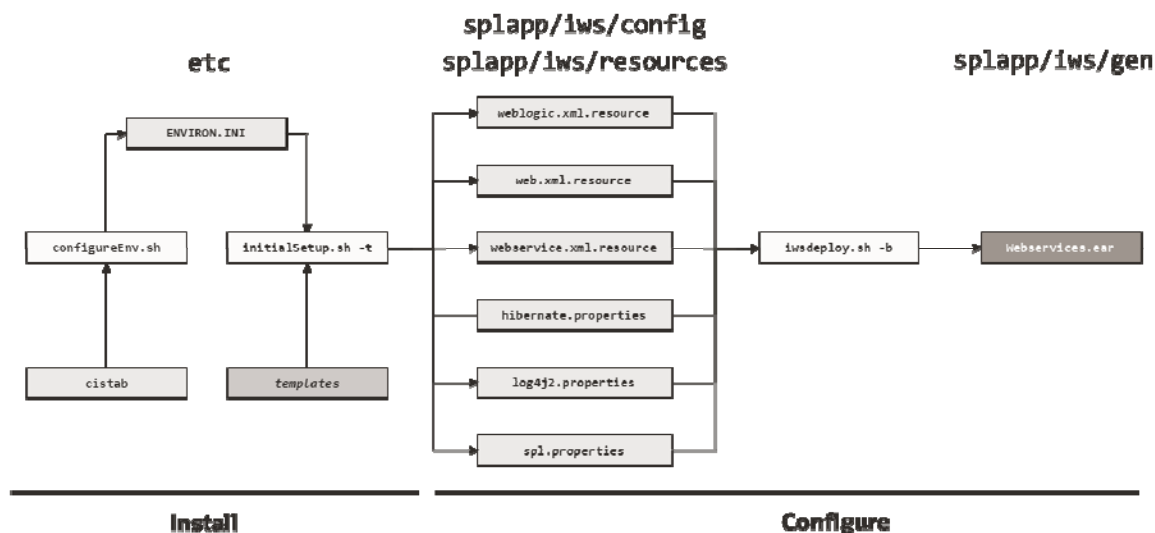 splapp/iws/config
etc splapp/iws/resources splapp/iws/gen
weblogic.xml.resource
ENVIRON.INI
web.xml.resource
configureEnv.sh initialSetup.sh -t webservice.xml.resource iwsdeploy.sh -b Webservices.ear
hibernate.properties
cistab templates log4j2.properties
spl.properties
Install Configure